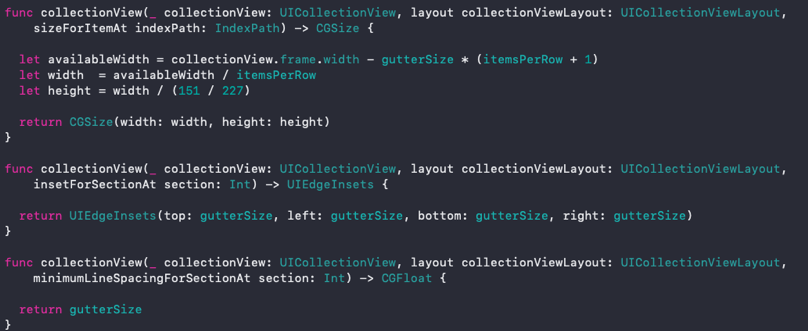 func collectionView(_ collectionView: UICollectionView, layout collectionViewLayout: UICollectionViewLayout,
    sizeForItemAt indexPath: IndexPath) -> CGSize {
  let availableWidth = collectionView.frame.width - gutterSize * (itemsPerRow + 1)
  let width  = availableWidth / itemsPerRow
  let height = width / (151 / 227)
  return CGSize(width: width, height: height)
}
func collectionView(_ collectionView: UICollectionView, layout collectionViewLayout: UICollectionViewLayout,
    insetForSectionAt section: Int) -> UIEdgeInsets {
  return UIEdgeInsets(top: gutterSize, left: gutterSize, bottom: gutterSize, right: gutterSize)
}
func collectionView(_ collectionView: UICollectionView, layout collectionViewLayout: UICollectionViewLayout,
    minimumLineSpacingForSectionAt section: Int) -> CGFloat {
  return gutterSize
}